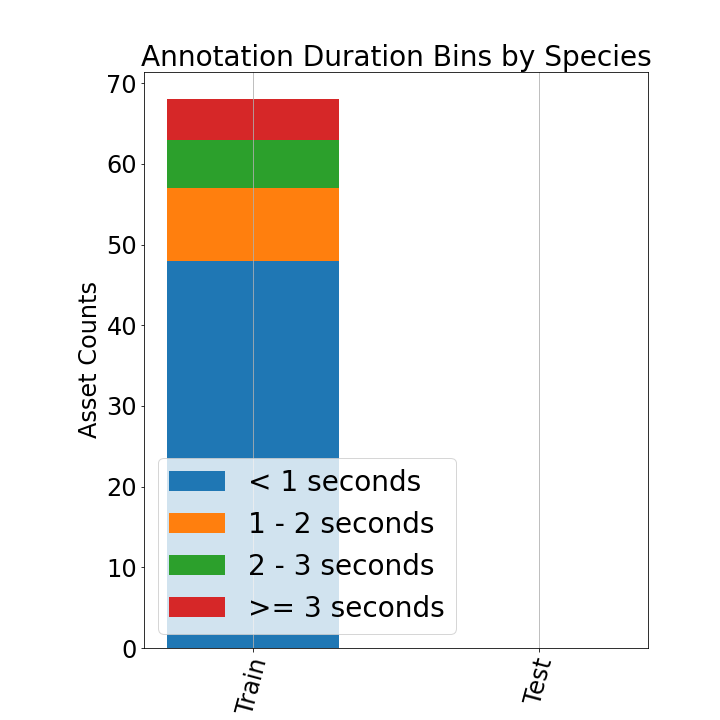 Annotation Duration Bins by Species
70
60
50
40
30
20
10
0
Asset Counts
< 1 seconds
1 - 2 seconds
2 - 3 seconds
>= 3 seconds
Train
Test